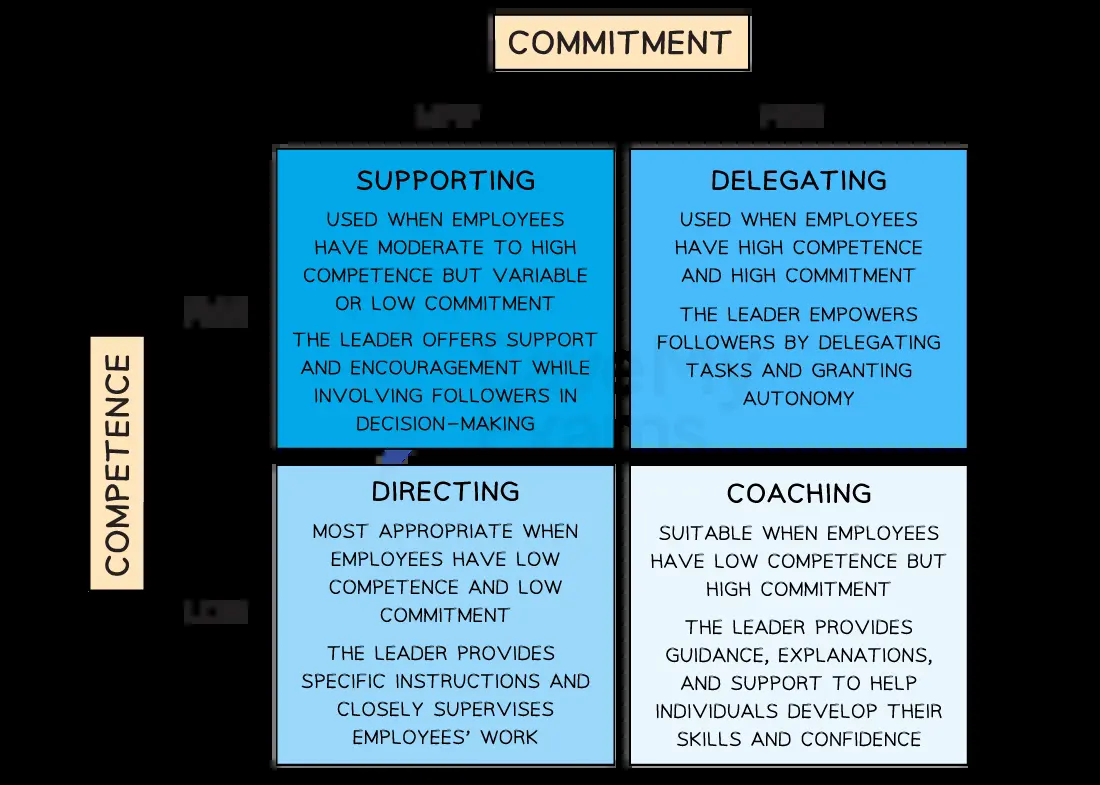 COMMITMENT
SUPPORTING
USED WHEN EMPLOYEES
HAVE MODERATE TO HIGH
COMPETENCE BUT VARIABLE
OR LOW COMMITMENT
THE LEADER OFFERS SUPPORT
AND ENCOURAGEMENT WHILE
INVOLVING FOLLOWERS IN
DECISION-MAKING
DELEGATING
USED WHEN EMPLOYEES
HAVE HIGH COMPETENCE
AND HIGH COMMITMENT
THE LEADER EMPOWERS
FOLLOWERS BY DELEGATING
TASKS AND GRANTING
AUTONOMY
COMPETENCE
DIRECTING
MOST APPROPRIATE WHEN
EMPLOYEES HAVE LOW
COMPETENCE AND LOW
COMMITMENT
THE LEADER PROVIDES
SPECIFIC INSTRUCTIONS AND
CLOSELY SUPERVISES
EMPLOYEES' WORK
COACHING
SUITABLE WHEN EMPLOYEES
HAVE LOW COMPETENCE BUT
HIGH COMMITMENT
THE LEADER PROVIDES
GUIDANCE, EXPLANATIONS,
AND SUPPORT TO HELP
INDIVIDUALS DEVELOP THEIR
SKILLS AND CONFIDENCE